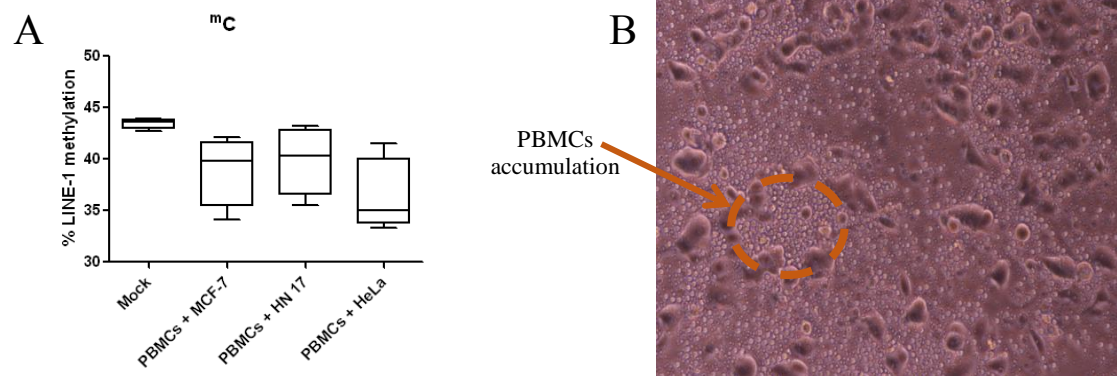 A
mC
% LINE-1 methylation
50
45
40
35
30
Mock
PBMCs + MCF-7
PBMCs + HN 17
PBMCs + HeLa
B
PBMCs
accumulation